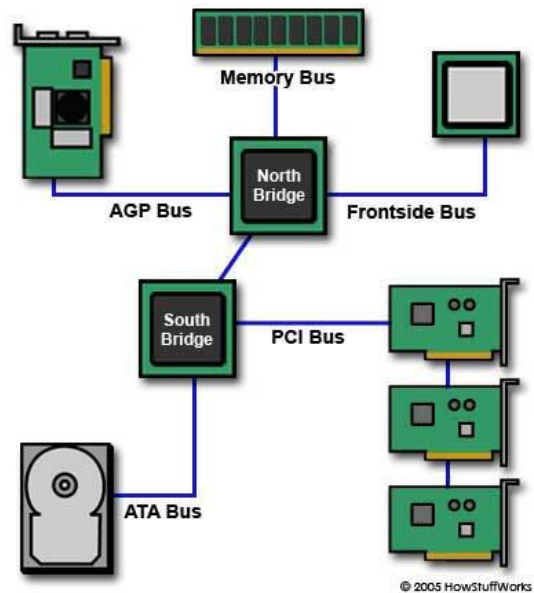 Memory Bus
North
Bridge
AGP Bus
Frontside Bus
South
Bridge
PCI Bus
ATA Bus
© 2005 HowStuffWorks